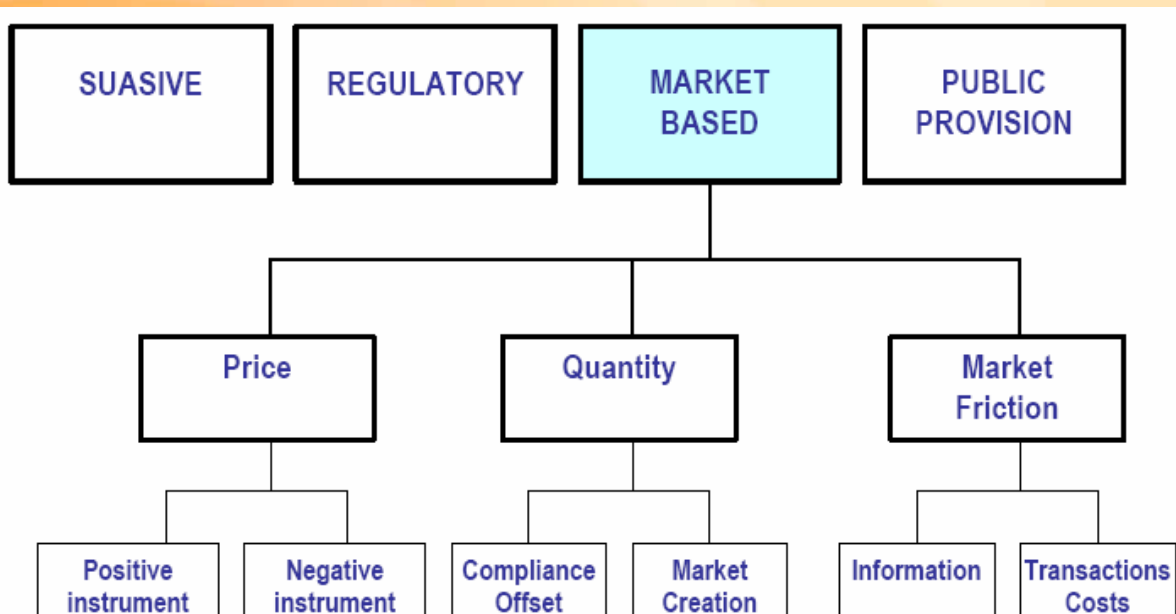 SUASIVE
REGULATORY
MARKET
BASED
PUBLIC
PROVISION
Price
Quantity
Market
Friction
Positive
instrument
Negative
instrument
Compliance
Offset
Market
Creation
Information
Transactions
Costs